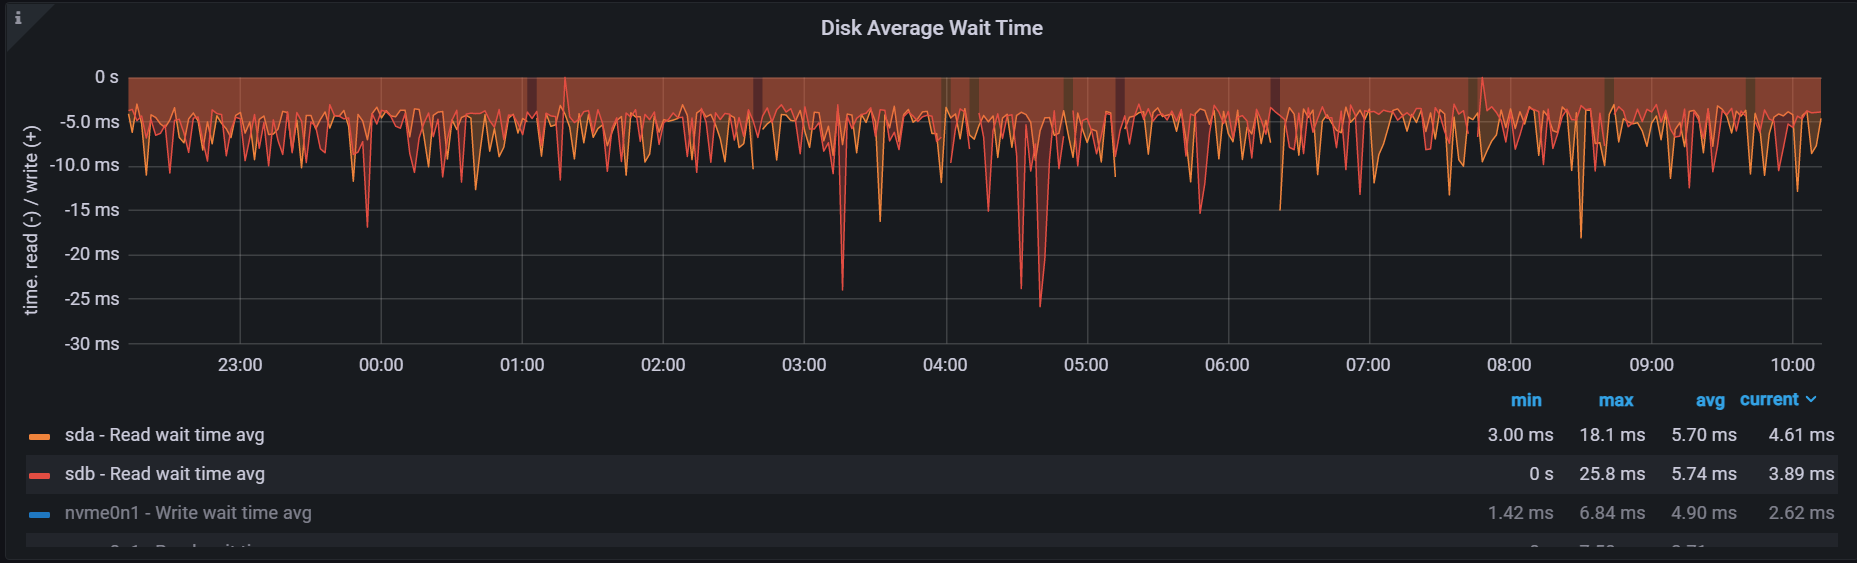 i
Disk Average Wait Time
time. read (-) / write (+)
0 s
-5.0 ms
-10.0 ms
-15 ms
-20 ms
-25 ms
-30 ms
23:00 00:00 01:00 02:00 03:00 04:00 05:00 06:00 07:00 08:00 09:00 10:00
min max avg current
sda - Read wait time avg 3.00 ms 18.1 ms 5.70 ms 4.61 ms
sdb - Read wait time avg 0 s 25.8 ms 5.74 ms 3.89 ms
nvme0n1 - Write wait time avg 1.42 ms 6.84 ms 4.90 ms 2.62 ms